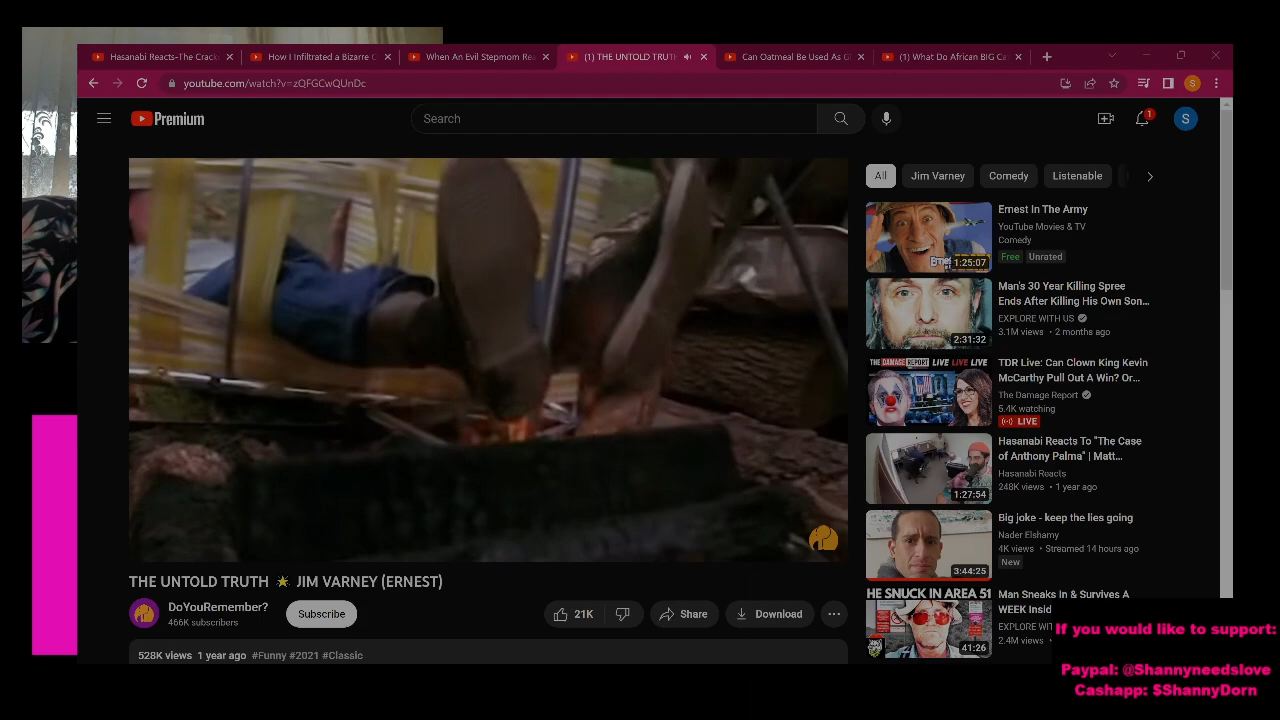 Hasanabi Reacts-The Crack
How I Infiltrated a Bizarre C
When An Evil Stepmom Rea
(1) THE UNTOLD TRUTH
Can Oatmeal Be Used As G
(1) What Do African BIG Ca
youtube.com/watch?v=zQFGCwQUnDc
S
Premium
Search
1
S
All
Jim Varney
Comedy
Listenable
Ernest In The Army
YouTube Movies & TV
Comedy
Free
Unrated
1:25:07
Man's 30 Year Killing Spree
Ends After Killing His Own Son...
EXPLORE WITH US
3.1M views • 2 months ago
2:31:32
THE DAMAGE REPORT LIVE LIVE LIVE
TDR Live: Can Clown King Kevin
McCarthy Pull Out A Win? Or...
The Damage Report
5.4K watching
LIVE
Hasanabi Reacts To "The Case
of Anthony Palma" | Matt...
Hasanabi Reacts
248K views • 1 year ago
1:27:54
Big joke - keep the lies going
Nader Elshamy
4K views • Streamed 14 hours ago
New
3:44:25
HE SNUCK IN AREA 51
Man Sneaks In & Survives A
WEEK Insid
EXPLORE WIT
2.4M views •
41:26
THE UNTOLD TRUTH JIM VARNEY (ERNEST)
DoYouRemember?
466K subscribers
Subscribe
21K
Share
Download
528K views 1 year ago #Funny #2021 #Classic
If you would like to support:
Paypal: @Shannyneedslove
Cashapp: $ShannyDorn